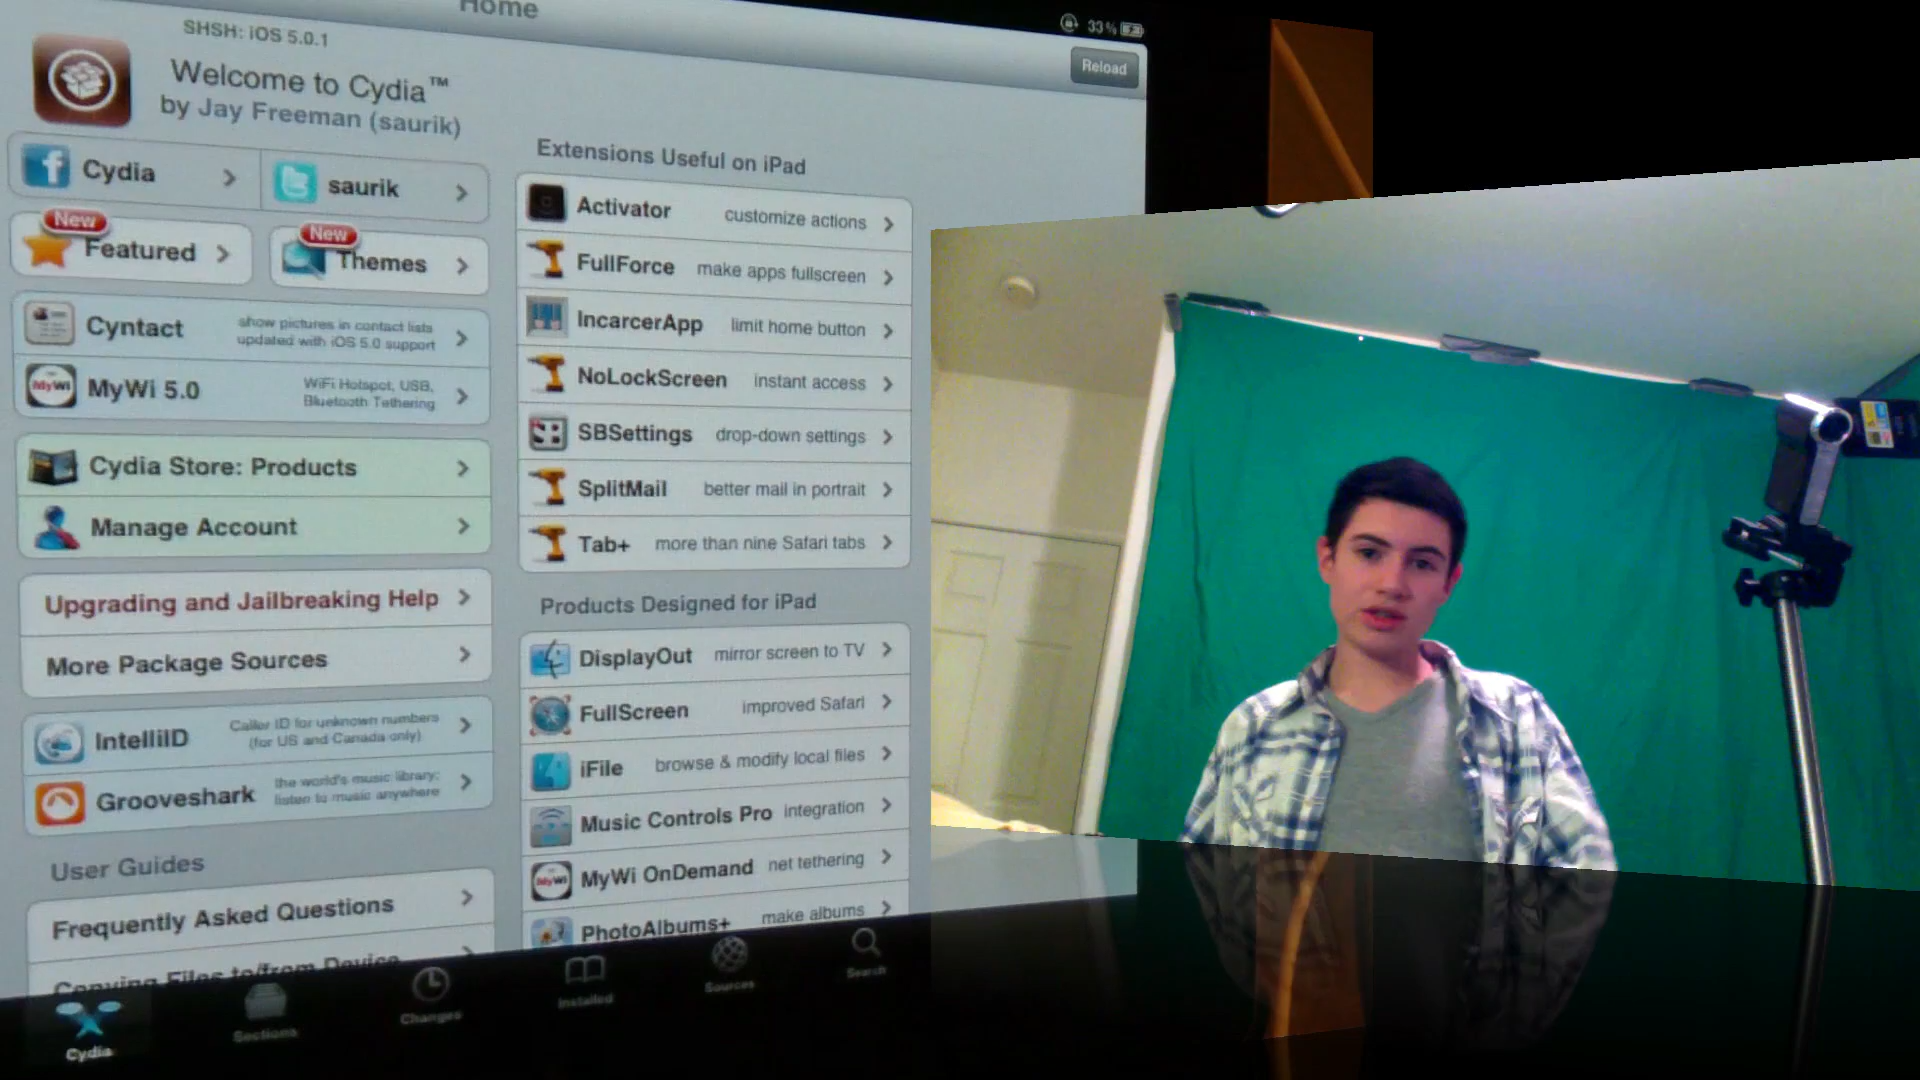 Home
33%
SHSH: iOS 5.0.1
Reload
Welcome to Cydia™
by Jay Freeman (saurik)
Cydia
saurik
New
Featured
New
Themes
Cyntact
show pictures in contact lists
updated with iOS 5.0 support
MyWi
MyWi 5.0
WiFi Hotspot, USB,
Bluetooth Tethering
Cydia Store: Products
Manage Account
Upgrading and Jailbreaking Help
More Package Sources
IntelliID
Caller ID for unknown numbers
(for US and Canada only)
Grooveshark
the world's music library:
listen to music anywhere
User Guides
Frequently Asked Questions
Copying Files to/from Device
Extensions Useful on iPad
Activator customize actions
FullForce make apps fullscreen
IncarcerApp limit home button
NoLockScreen instant access
SBSettings drop-down settings
SplitMail better mail in portrait
Tab+ more than nine Safari tabs
Products Designed for iPad
DisplayOut mirror screen to TV
FullScreen improved Safari
iFile browse & modify local files
Music Controls Pro integration
MyWi
MyWi OnDemand net tethering
PhotoAlbums+ make albums
Cydia
Sections
Changes
Installed
Sources
Search